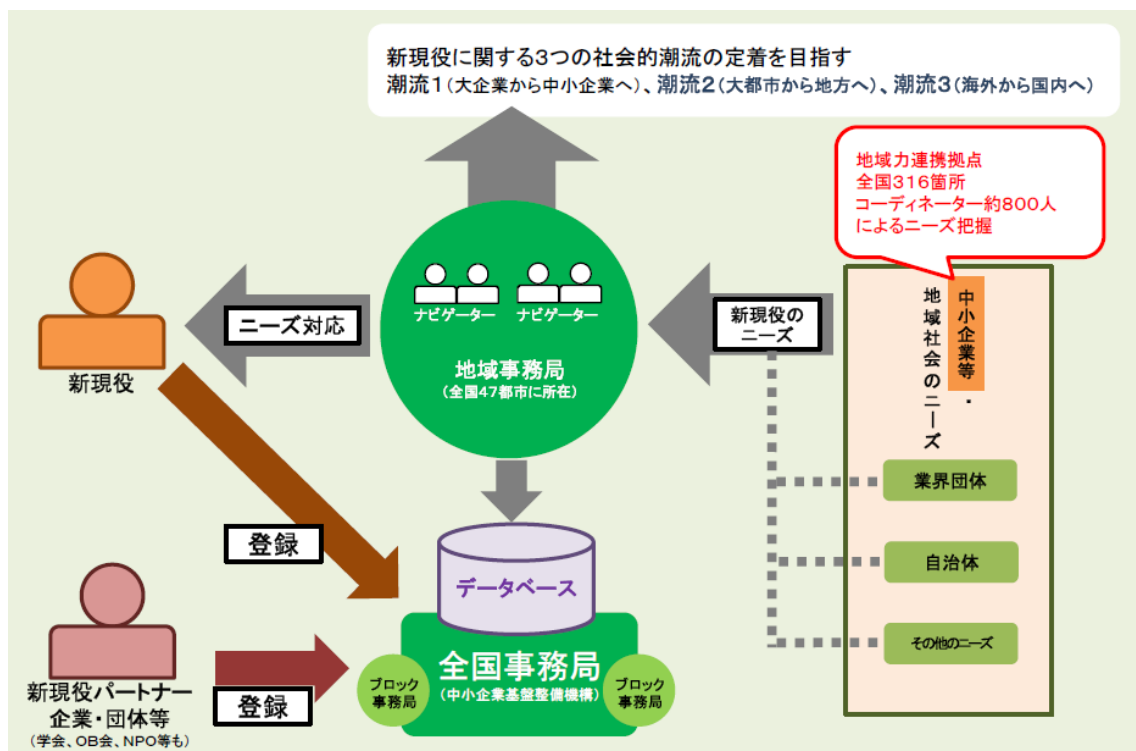 新現役に関する3つの社会的潮流の定着を目指す
潮流1(大企業から中小企業へ)、潮流2(大都市から地方へ)、潮流3(海外から国内へ)
地域力連携拠点
全国316箇所
コーディネーター約800人
によるニーズ把握
ナビゲーター
ナビゲーター
地域事務局
(全国47都市に所在)
ニーズ対応
新現役
新現役の
ニーズ
中小企業等・
地域社会のニーズ
業界団体
自治体
その他のニーズ
登録
データベース
全国事務局
(中小企業基盤整備機構)
ブロック
事務局
ブロック
事務局
新現役パートナー
企業・団体等
(学会、OB会、NPO等も)
登録